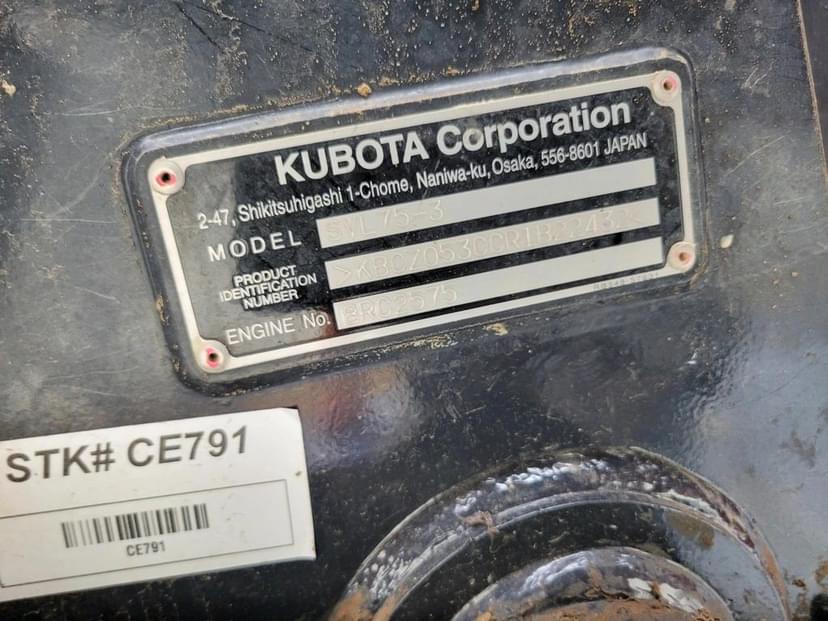 KUBOTA Corporation
2-47, Shikitsuhigashi 1-Chome, Naniwa-ku, Osaka, 556-8601 JAPAN
MODEL SVL75-3
PRODUCT
IDENTIFICATION
NUMBER
ENGINE No.
STK# CE791
CE791